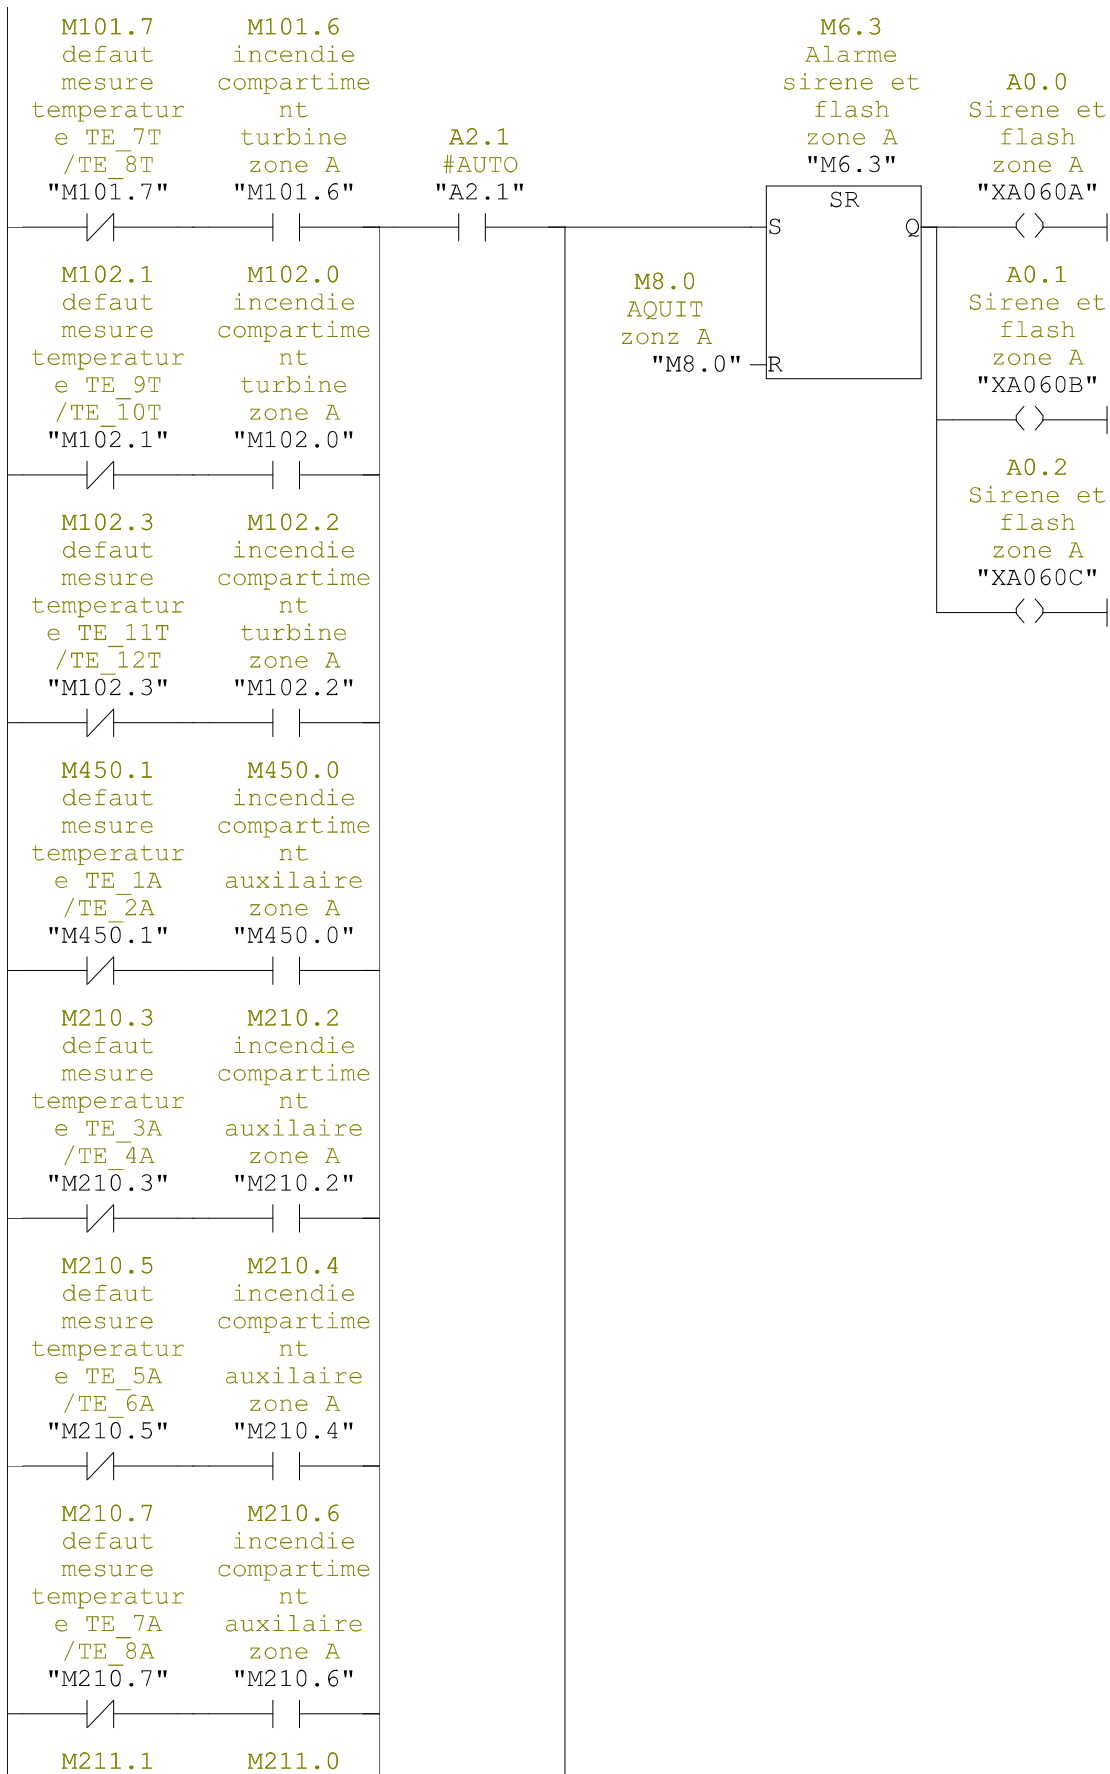 M101.7
defaut
mesure
temperatur
e TE_7T
/TE_8T
"M101.7"
M101.6
incendie
compartime
nt
turbine
zone A
"M101.6"
A2.1
#AUTO
"A2.1"
M6.3
Alarme
sirene et
flash
zone A
"M6.3"
SR
S
Q
R
M8.0
AQUIT
zonz A
"M8.0"
A0.0
Sirene et
flash
zone A
"XA060A"
A0.1
Sirene et
flash
zone A
"XA060B"
A0.2
Sirene et
flash
zone A
"XA060C"
M102.1
defaut
mesure
temperatur
e TE_9T
/TE_10T
"M102.1"
M102.0
incendie
compartime
nt
turbine
zone A
"M102.0"
M102.3
defaut
mesure
temperatur
e TE_11T
/TE_12T
"M102.3"
M102.2
incendie
compartime
nt
turbine
zone A
"M102.2"
M450.1
defaut
mesure
temperatur
e TE_1A
/TE_2A
"M450.1"
M450.0
incendie
compartime
nt
auxilaire
zone A
"M450.0"
M210.3
defaut
mesure
temperatur
e TE_3A
/TE_4A
"M210.3"
M210.2
incendie
compartime
nt
auxilaire
zone A
"M210.2"
M210.5
defaut
mesure
temperatur
e TE_5A
/TE_6A
"M210.5"
M210.4
incendie
compartime
nt
auxilaire
zone A
"M210.4"
M210.7
defaut
mesure
temperatur
e TE_7A
/TE_8A
"M210.7"
M210.6
incendie
compartime
nt
auxilaire
zone A
"M210.6"
M211.1
M211.0